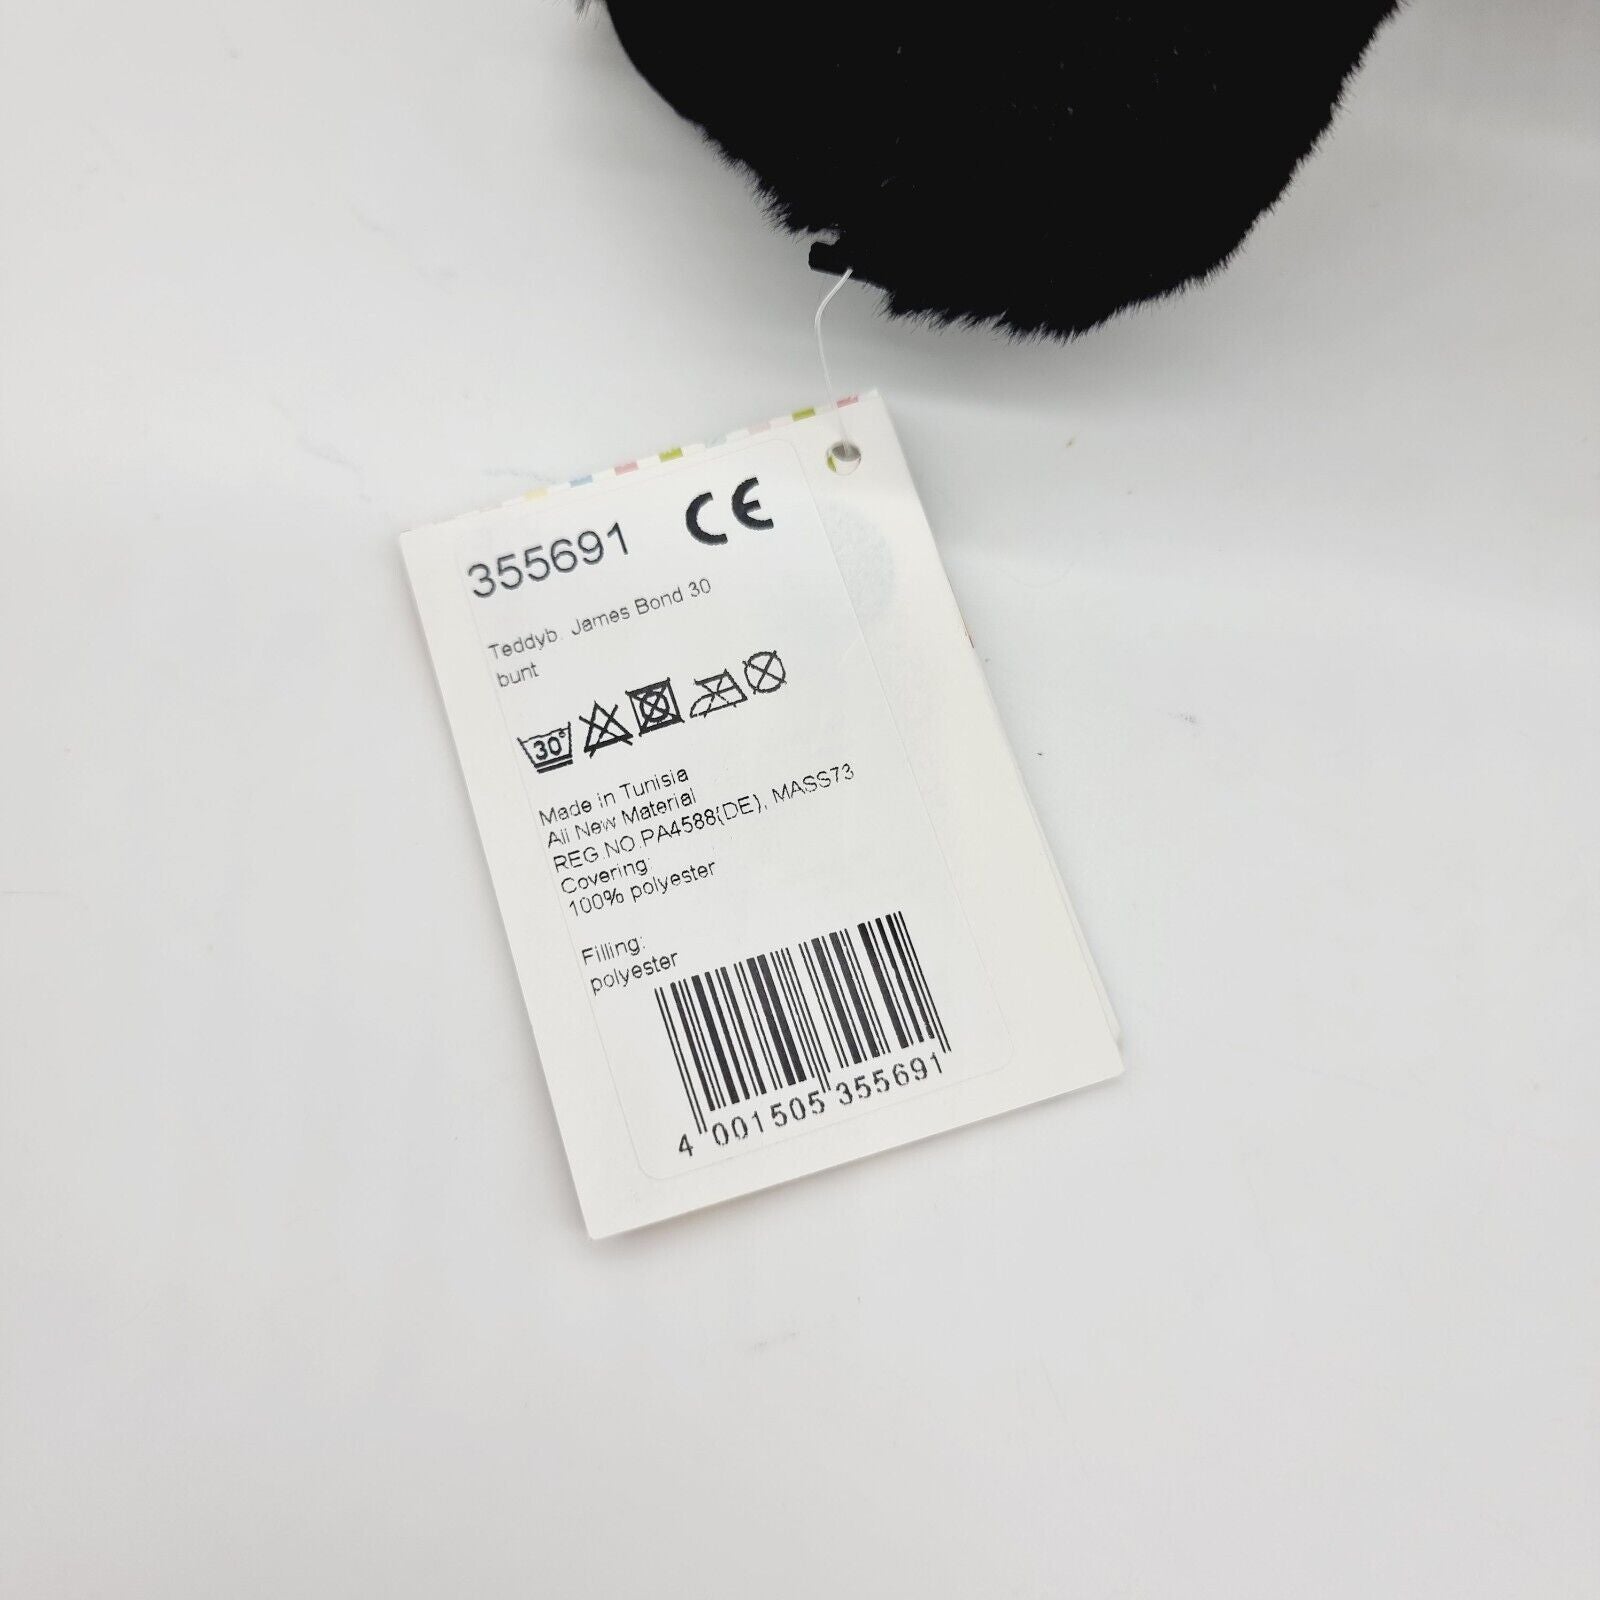 355691 CE
Teddyb. James Bond 30
bunt
30°
Made in Tunisia
All New Material
REG.NO.PA4588(DE), MASS73
Covering:
100% polyester
Filling:
polyester
4 001505 355691